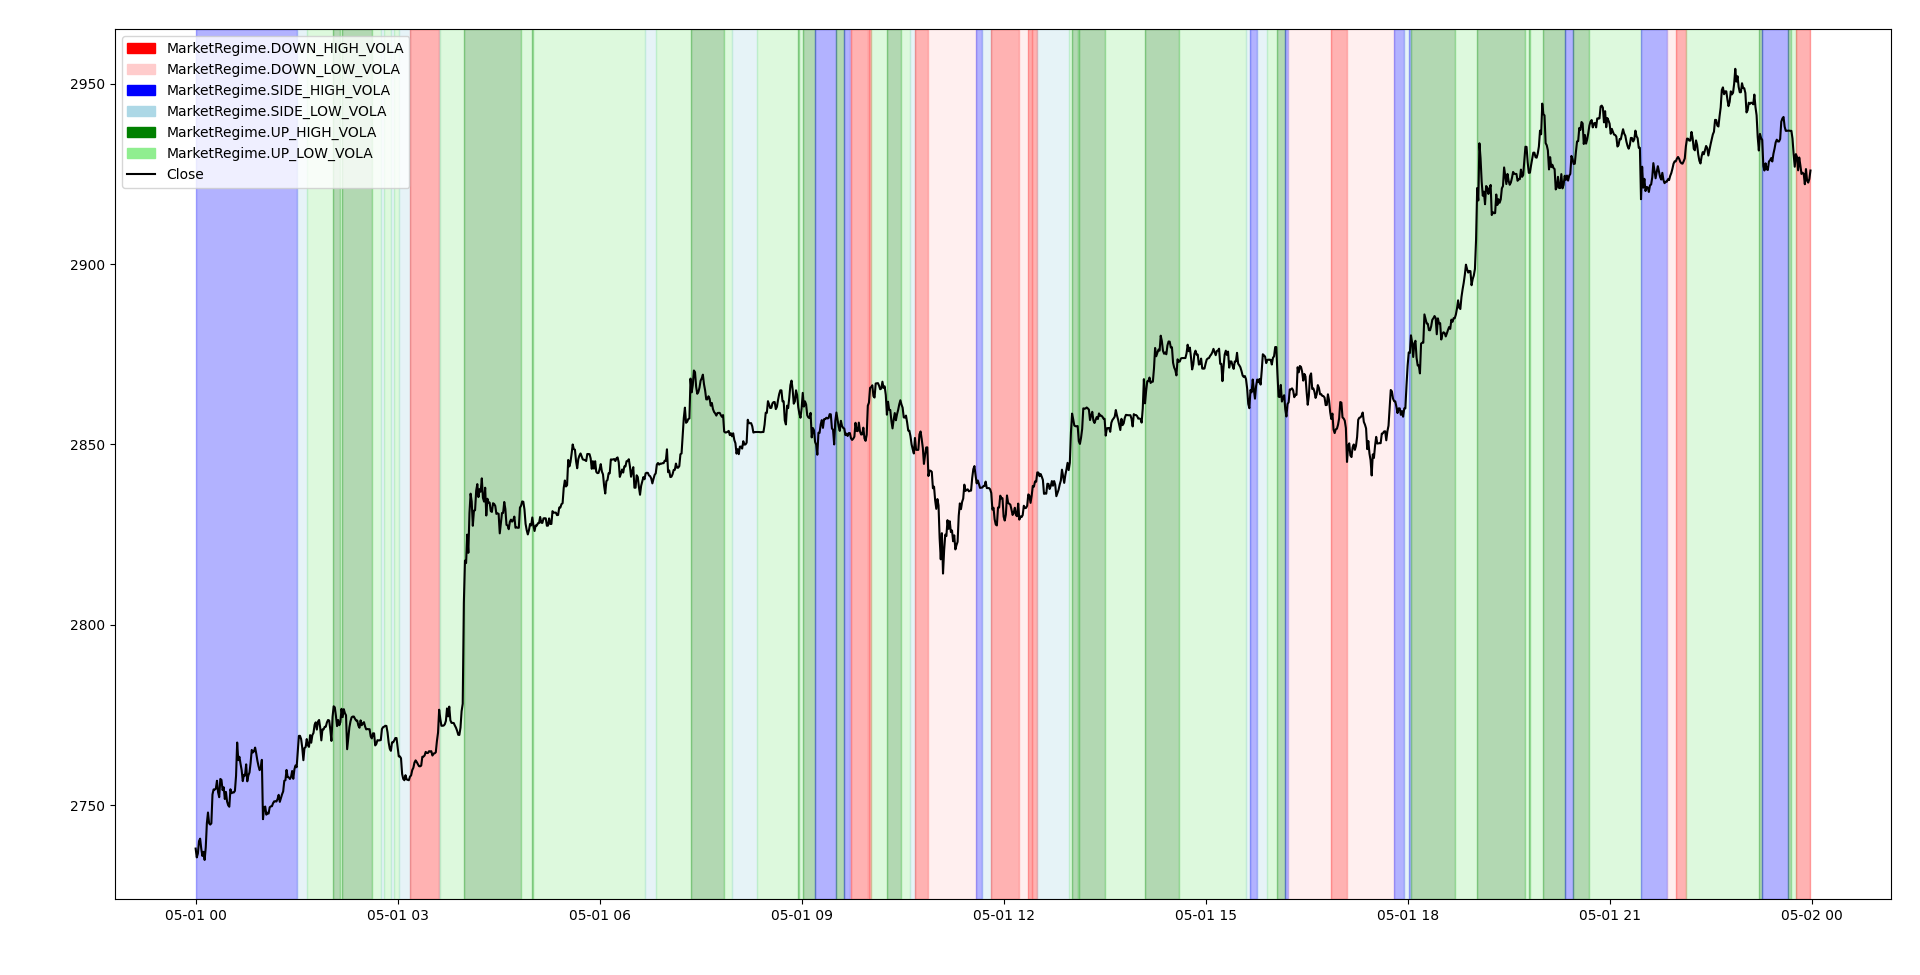 MarketRegime.DOWN_HIGH_VOLA
MarketRegime.DOWN_LOW_VOLA
MarketRegime.SIDE_HIGH_VOLA
MarketRegime.SIDE_LOW_VOLA
MarketRegime.UP_HIGH_VOLA
MarketRegime.UP_LOW_VOLA
Close
2950
2900
2850
2800
2750
05-01 00
05-01 03
05-01 06
05-01 09
05-01 12
05-01 15
05-01 18
05-01 21
05-02 00